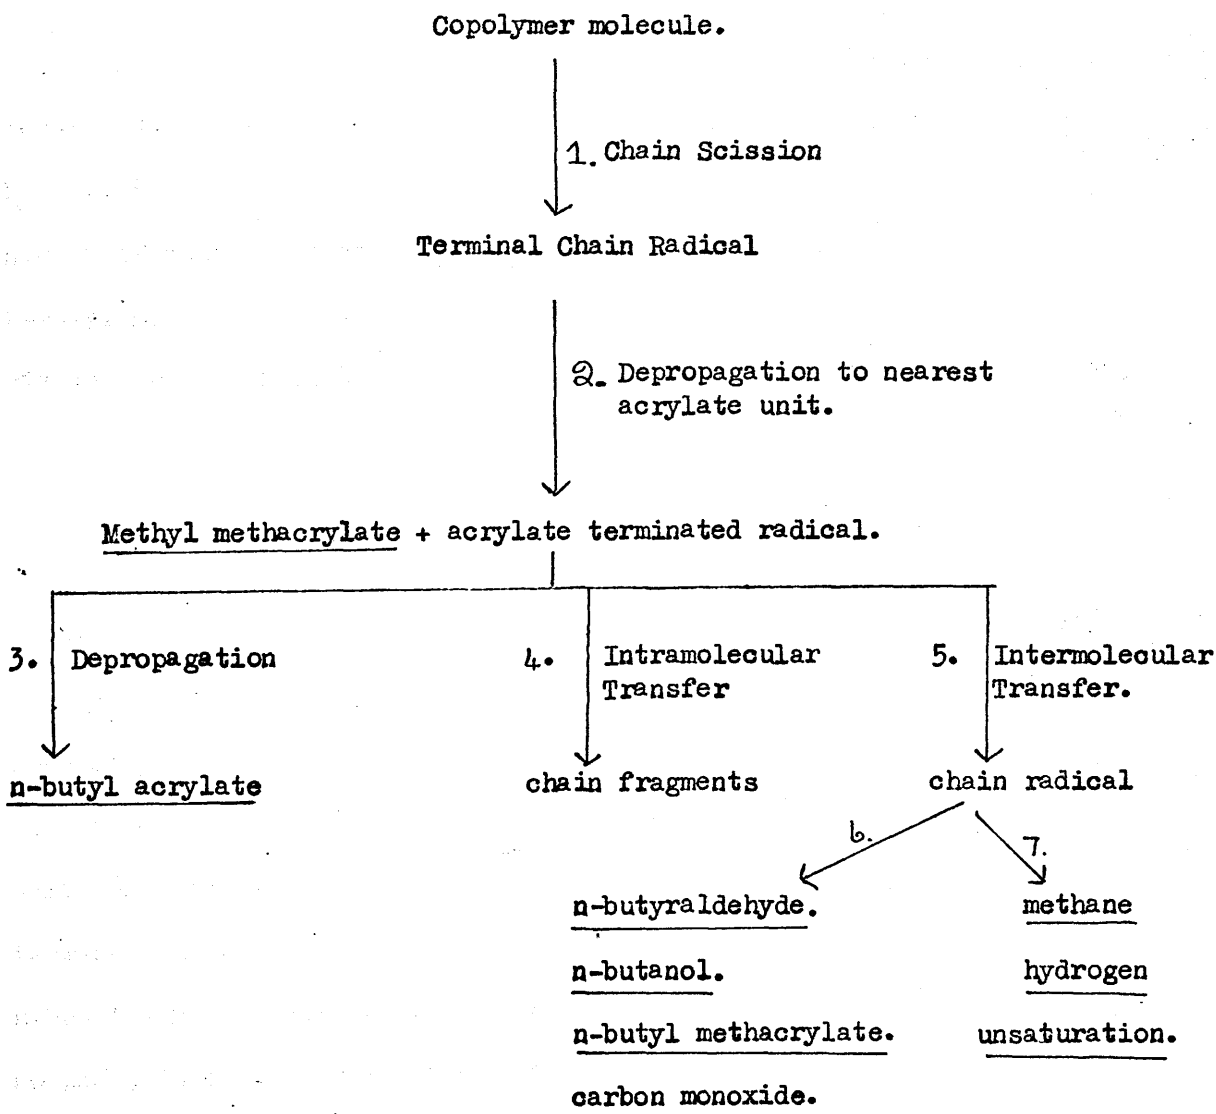 Copolymer molecule.
1. Chain Scission
Terminal Chain Radical
2. Depropagation to nearest
acrylate unit.
Methyl methacrylate + acrylate terminated radical.
3. Depropagation
4. Intramolecular
Transfer
5. Intermolecular
Transfer.
n-butyl acrylate
chain fragments
chain radical
6.
7.
n-butyraldehyde.
methane
n-butanol.
hydrogen
n-butyl methacrylate.
unsaturation.
carbon monoxide.